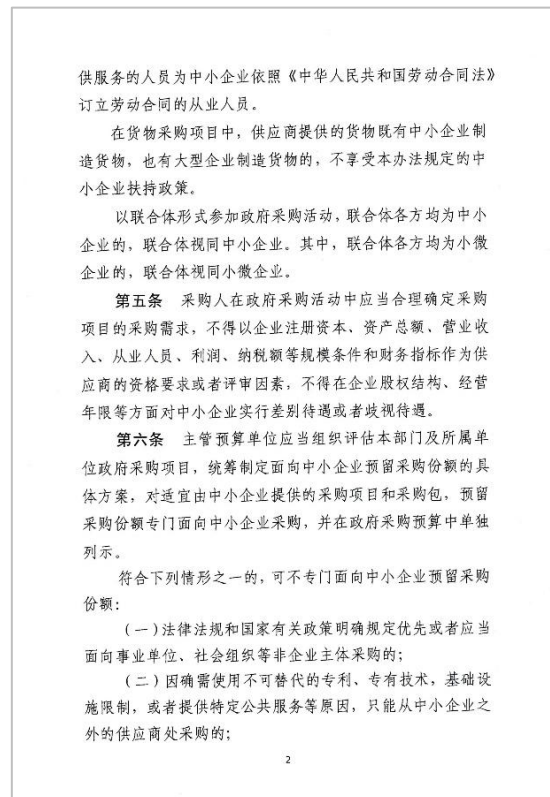 供服务的人员为中小企业依照《中华人民共和国劳动合同法》
订立劳动合同的从业人员。
在货物采购项目中，供应商提供的货物既有中小企业制
造货物，也有大型企业制造货物的，不享受本办法规定的中
小企业扶持政策。
以联合体形式参加政府采购活动，联合体各方均为中小
企业的，联合体视同中小企业。其中，联合体各方均为小微
企业的，联合体视同小微企业。
第五条 采购人在政府采购活动中应当合理确定采购
项目的采购需求，不得以企业注册资本、资产总额、营业收
入、从业人员、利润、纳税额等规模条件和财务指标作为供
应商的资格要求或者评审因素，不得在企业股权结构、经营
年限等方面对中小企业实行差别待遇或者歧视待遇。
第六条 主管预算单位应当组织评估本部门及所属单
位政府采购项目，统筹制定面向中小企业预留采购份额的具
体方案，对适宜由中小企业提供的采购项目和采购包，预留
采购份额专门面向中小企业采购，并在政府采购预算中单独
列示。
符合下列情形之一的，可不专门面向中小企业预留采购
份额：
（一）法律法规和国家有关政策明确规定优先或者应当
面向事业单位、社会组织等非企业主体采购的；
（二）因确需使用不可替代的专利、专有技术，基础设
施限制，或者提供特定公共服务等原因，只能从中小企业之
外的供应商处采购的；
2